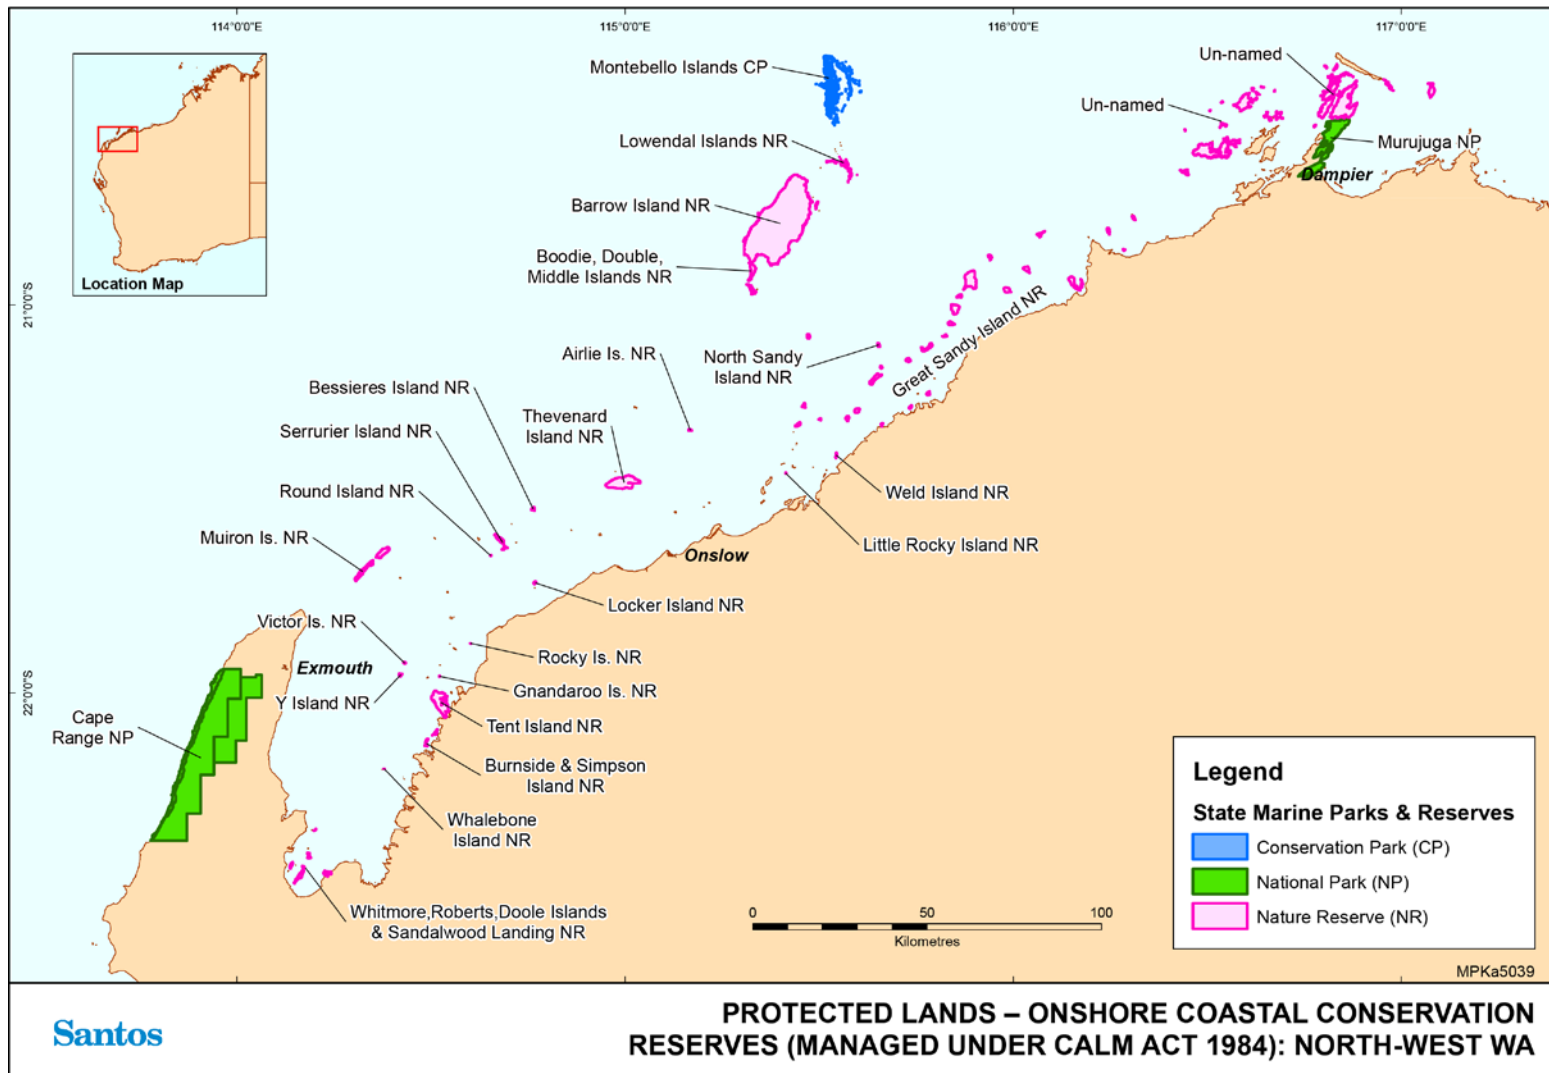 114°0'0"E
115°0'0"E
116°0'0"E
117°0'0"E
21°0'0"S
22°0'0"S
Location Map
Montebello Islands CP
Un-named
Un-named
Murujuga NP
Dampier
Lowendal Islands NR
Barrow Island NR
Boodie, Double,
Middle Islands NR
Great Sandy Island NR
North Sandy
Island NR
Airlie Is. NR
Bessieres Island NR
Thevenard
Island NR
Serrurier Island NR
Round Island NR
Muiron Is. NR
Weld Island NR
Little Rocky Island NR
Onslow
Locker Island NR
Victor Is. NR
Rocky Is. NR
Exmouth
Gnandaroo Is. NR
Y Island NR
Tent Island NR
Cape
Range NP
Burnside & Simpson
Island NR
Whalebone
Island NR
Whitmore,Roberts,Doole Islands
& Sandalwood Landing NR
0 50 100
Kilometres
Legend
State Marine Parks & Reserves
Conservation Park (CP)
National Park (NP)
Nature Reserve (NR)
MPKa5039
Santos
PROTECTED LANDS – ONSHORE COASTAL CONSERVATION
RESERVES (MANAGED UNDER CALM ACT 1984): NORTH-WEST WA